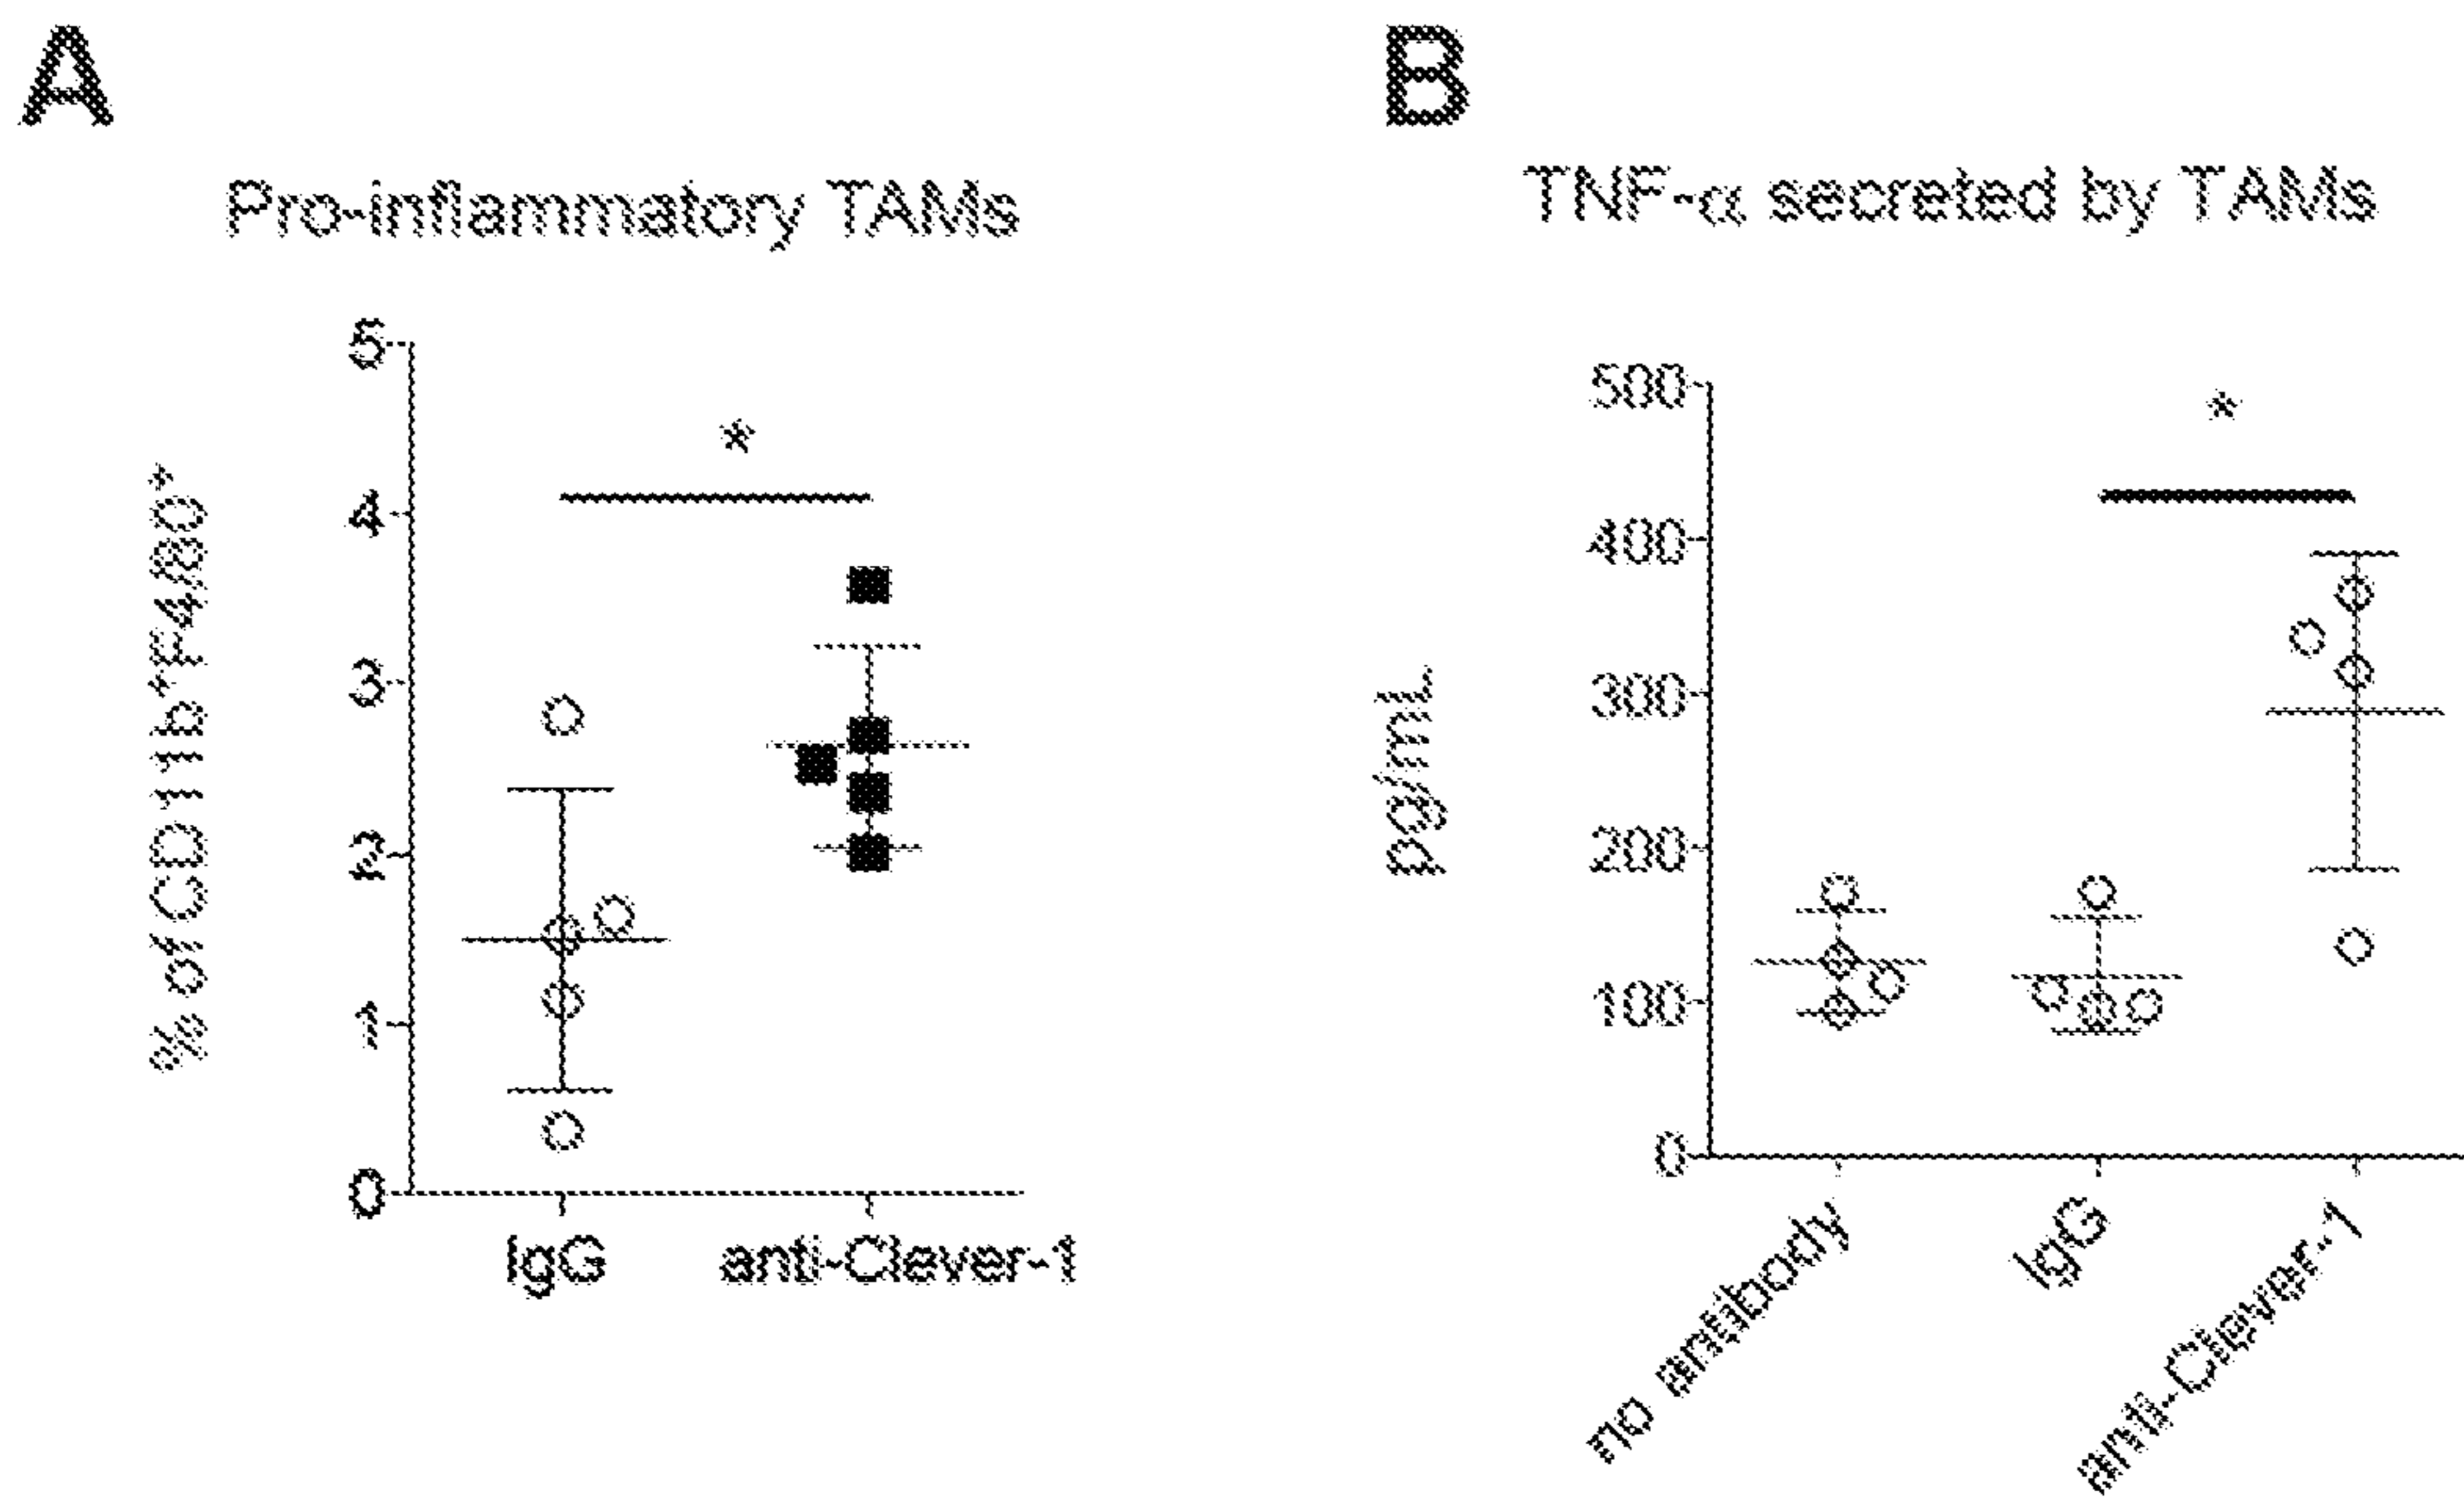 A
Pro-inflammatory TAMs
% of CD11b⁺F4/80⁺
5
4
3
2
1
0
*
IgG
anti-Clever-1
B
TNF-α secreted by TAMs
pg/mL
500
400
300
200
100
0
*
no antibody
IgG
anti-Clever-1